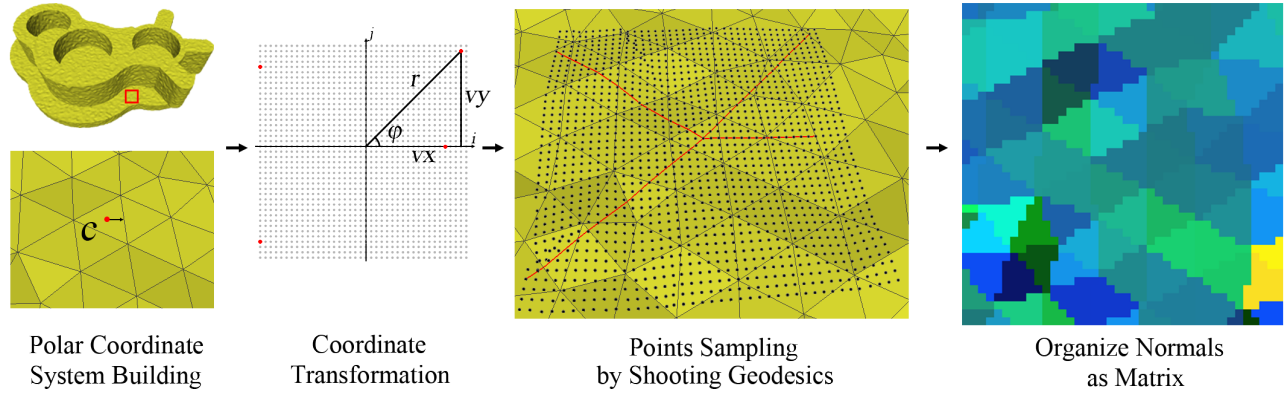 c
j
r
vy
φ
i
vx
Polar Coordinate
System Building
Coordinate
Transformation
Points Sampling
by Shooting Geodesics
Organize Normals
as Matrix